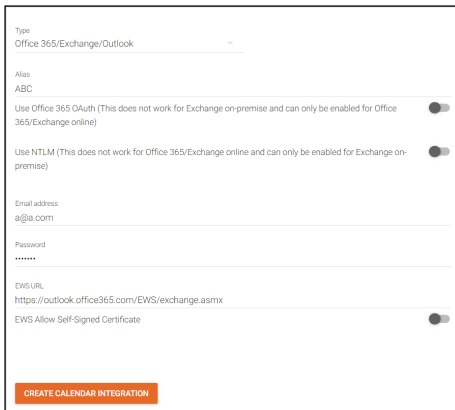 Type
Office 365/Exchange/Outlook
Alias
ABC
Use Office 365 OAuth (This does not work for Exchange on-premise and can only be enabled for Office
365/Exchange online)
Use NTLM (This does not work for Office 365/Exchange online and can only be enabled for Exchange on-
premise)
Email address
a@a.com
Password
•••••••
EWS URL
https://outlook.office365.com/EWS/exchange.asmx
EWS Allow Self-Signed Certificate
CREATE CALENDAR INTEGRATION